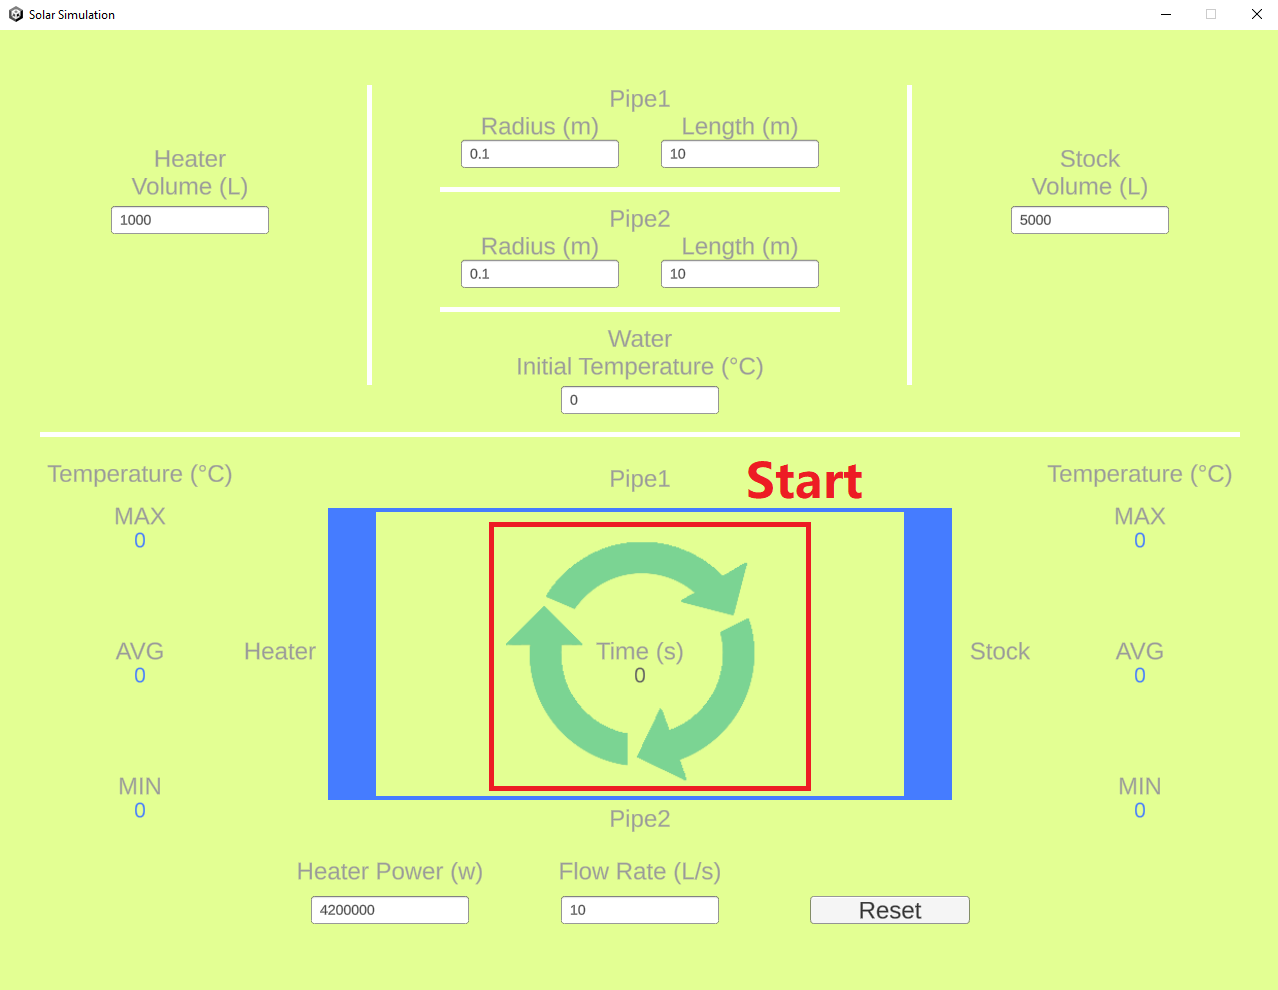 Solar Simulation
Pipe1
Radius (m) Length (m)
0.1 10
Heater
Volume (L)
1000
Stock
Volume (L)
5000
Pipe2
Radius (m) Length (m)
0.1 10
Water
Initial Temperature (°C)
0
Temperature (°C)
MAX
0
AVG
0
MIN
0
Pipe1
Start
Heater
Time (s)
0
Stock
Pipe2
Temperature (°C)
MAX
0
AVG
0
MIN
0
Heater Power (w) Flow Rate (L/s)
4200000 10 Reset